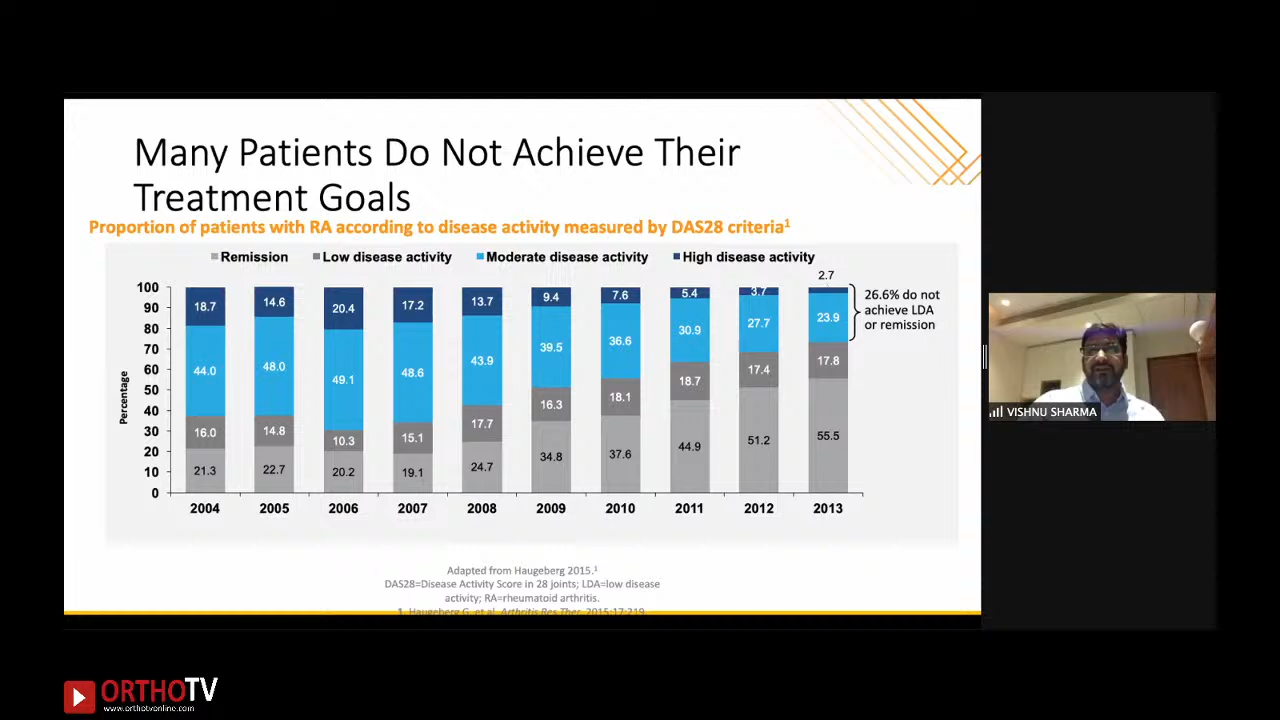 Many Patients Do Not Achieve Their
Treatment Goals
Proportion of patients with RA according to disease activity measured by DAS28 criteria¹
Remission Low disease activity Moderate disease activity High disease activity
Percentage
100
90
80
70
60
50
40
30
20
10
0
18.7 14.6 20.4 17.2 13.7 9.4 7.6 5.4 3.7 2.7
44.0 48.0 49.1 48.6 43.9 39.5 36.6 30.9 27.7 23.9
16.0 14.8 10.3 15.1 17.7 16.3 18.1 18.7 17.4 17.8
21.3 22.7 20.2 19.1 24.7 34.8 37.6 44.9 51.2 55.5
2004 2005 2006 2007 2008 2009 2010 2011 2012 2013
26.6% do not
achieve LDA
or remission
Adapted from Haugeberg 2015.¹
DAS28=Disease Activity Score in 28 joints; LDA=low disease
activity; RA=rheumatoid arthritis.
1. Haugeberg G, et al. Arthritis Res Ther. 2015;17:219.
VISHNU SHARMA
ORTHOTV
www.orthotvonline.com